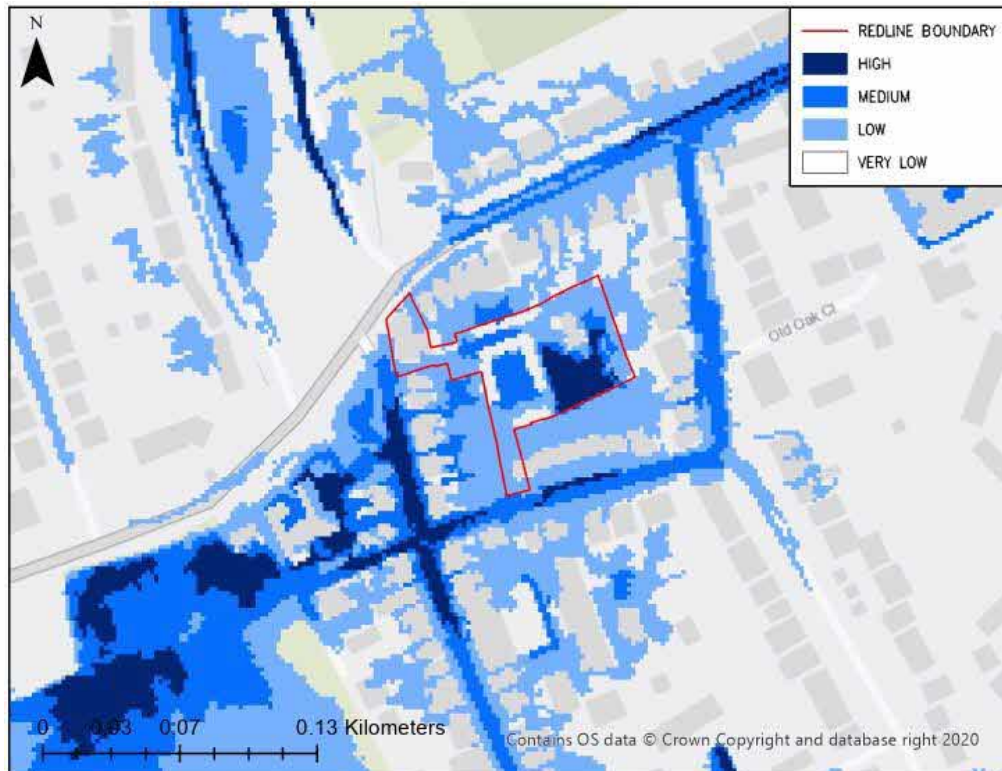 N
REDLINE BOUNDARY
HIGH
MEDIUM
LOW
VERY LOW
Old Oak Ct
0 0.03 0.07 0.13 Kilometers
Contains OS data © Crown Copyright and database right 2020